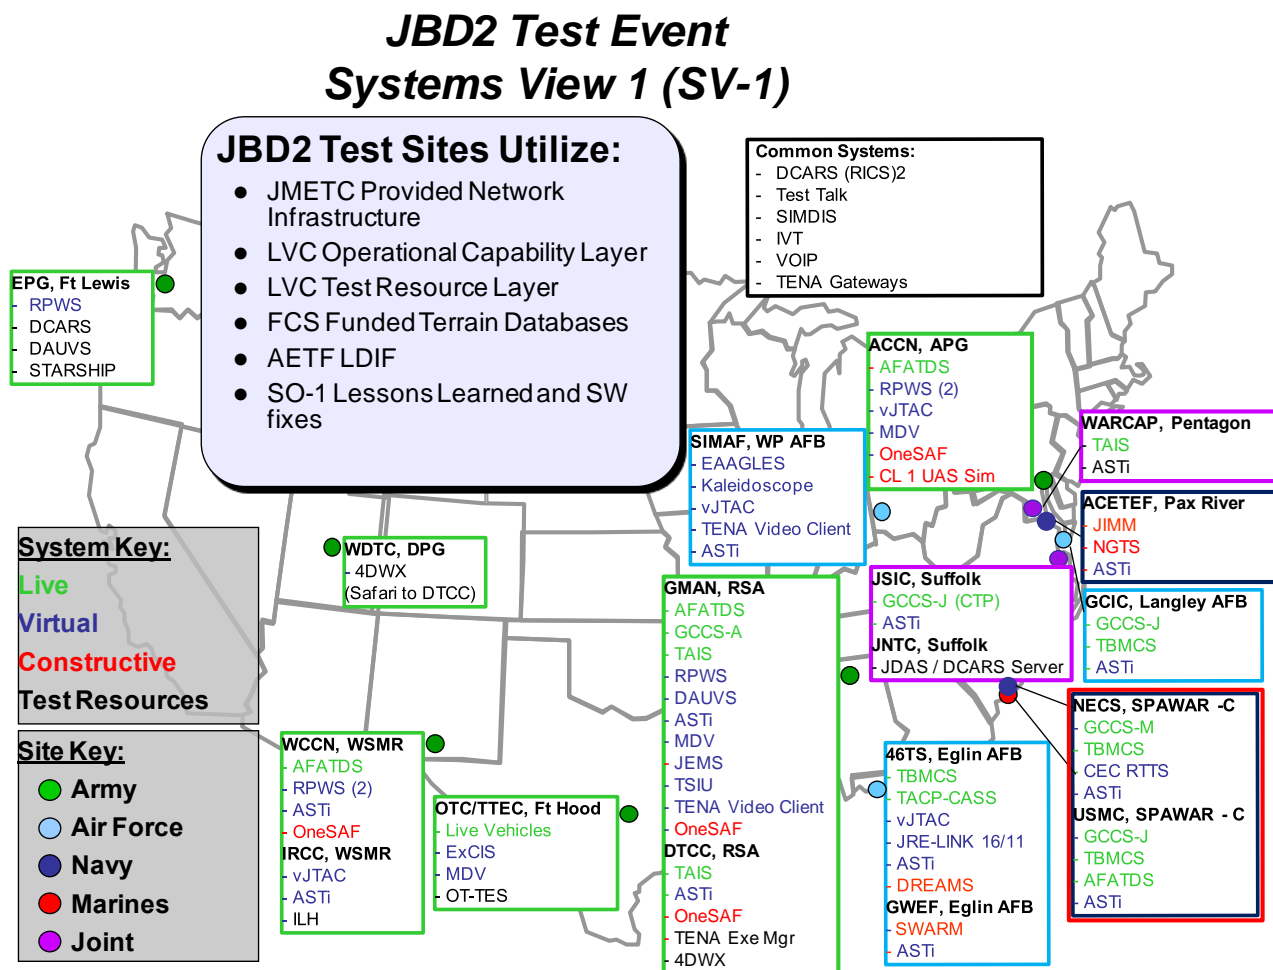 JBD2 Test Event
Systems View 1 (SV-1)
JBD2 Test Sites Utilize:
● JMETC Provided Network
Infrastructure
● LVC Operational Capability Layer
● LVC Test Resource Layer
● FCS Funded Terrain Databases
● AETF LDIF
● SO-1 Lessons Learned and SW
fixes
Common Systems:
- DCARS (RICS)2
- Test Talk
- SIMDIS
- IVT
- VOIP
- TENA Gateways
EPG, Ft Lewis
- RPWS
- DCARS
- DAUVS
- STARSHIP
ACCN, APG
- AFATDS
- RPWS (2)
- vJTAC
- MDV
- OneSAF
- CL 1 UAS Sim
WARCAP, Pentagon
- TAIS
- ASTi
SIMAF, WP AFB
- EAAGLES
- Kaleidoscope
- vJTAC
- TENA Video Client
- ASTi
ACETEF, Pax River
- JIMM
- NGTS
- ASTi
System Key:
Live
Virtual
Constructive
Test Resources
WDTC, DPG
- 4DWX
(Safari to DTCC)
GMAN, RSA
- AFATDS
- GCCS-A
- TAIS
- RPWS
- DAUVS
- ASTi
- MDV
- JEMS
- TSIU
- TENA Video Client
- OneSAF
DTCC, RSA
- TAIS
- ASTi
- OneSAF
- TENA Exe Mgr
- 4DWX
JSIC, Suffolk
- GCCS-J (CTP)
- ASTi
JNTC, Suffolk
- JDAS / DCARS Server
GCIC, Langley AFB
- GCCS-J
- TBMCS
- ASTi
NECS, SPAWAR -C
- GCCS-M
- TBMCS
- CEC RTTS
- ASTi
USMC, SPAWAR - C
- GCCS-J
- TBMCS
- AFATDS
- ASTi
Site Key:
Army
Air Force
Navy
Marines
Joint
WCCN, WSMR
- AFATDS
- RPWS (2)
- ASTi
- OneSAF
IRCC, WSMR
- vJTAC
- ASTi
- ILH
OTC/TTEC, Ft Hood
- Live Vehicles
- ExCIS
- MDV
- OT-TES
46TS, Eglin AFB
- TBMCS
- TACP-CASS
- vJTAC
- JRE-LINK 16/11
- ASTi
- DREAMS
GWEF, Eglin AFB
- SWARM
- ASTi